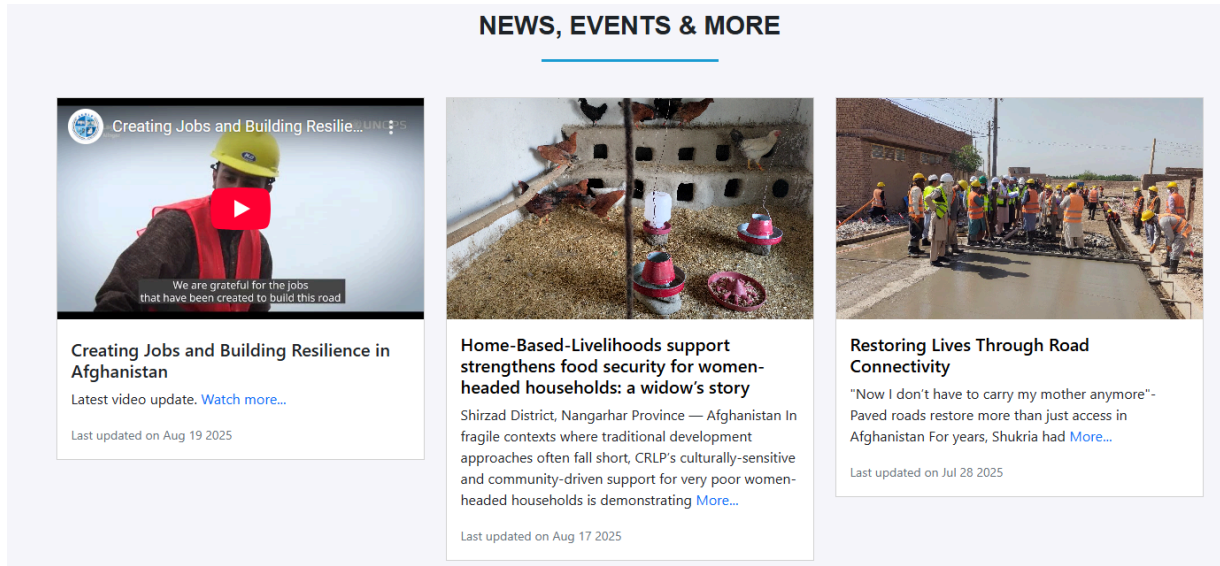 NEWS, EVENTS & MORE
Creating Jobs and Building Resilie...
UNOPS
We are grateful for the jobs
that have been created to build this road
Creating Jobs and Building Resilience in
Afghanistan
Latest video update. Watch more...
Last updated on Aug 19 2025
Home-Based-Livelihoods support
strengthens food security for women-
headed households: a widow’s story
Shirzad District, Nangarhar Province — Afghanistan In
fragile contexts where traditional development
approaches often fall short, CRLP’s culturally-sensitive
and community-driven support for very poor women-
headed households is demonstrating More...
Last updated on Aug 17 2025
Restoring Lives Through Road
Connectivity
"Now I don’t have to carry my mother anymore"-
Paved roads restore more than just access in
Afghanistan For years, Shukria had More...
Last updated on Jul 28 2025